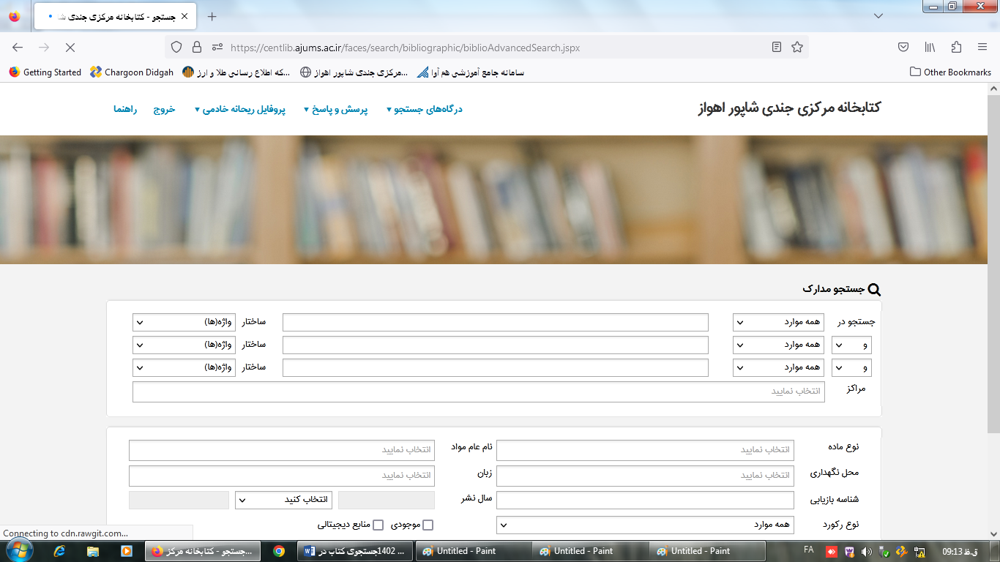 جستجو - کتابخانه مرکزی جندی شا
https://centlib.ajums.ac.ir/faces/search/bibliographic/biblioAdvancedSearch.jspx
Getting Started Chargoon Didgah که اطلاع رسانی طلا و ارز... مرکزی جندی شاپور اهواز... سامانه جامع آموزشی هم آوا Other Bookmarks
کتابخانه مرکزی جندی شاپور اهواز
درگاه‌های جستجو ▼ پرسش و پاسخ ▼ پروفایل ریحانه خادمی ▼ خروج راهنما
جستجو مدارک
جستجو در همه موارد ساختار واژه(ها)
و همه موارد ساختار واژه(ها)
و همه موارد ساختار واژه(ها)
مراکز انتخاب نمایید
نوع ماده انتخاب نمایید نام عام مواد انتخاب نمایید
محل نگهداری انتخاب نمایید زبان انتخاب نمایید
شناسه بازیابی سال نشر انتخاب کنید
نوع رکورد همه موارد موجودی منابع دیجیتالی
Connecting to cdn.rawgit.com...
جستجو - کتابخانه مرکز... جستجوی کتاب در1402 ... Untitled - Paint Untitled - Paint Untitled - Paint FA 09:13 ق.ظ